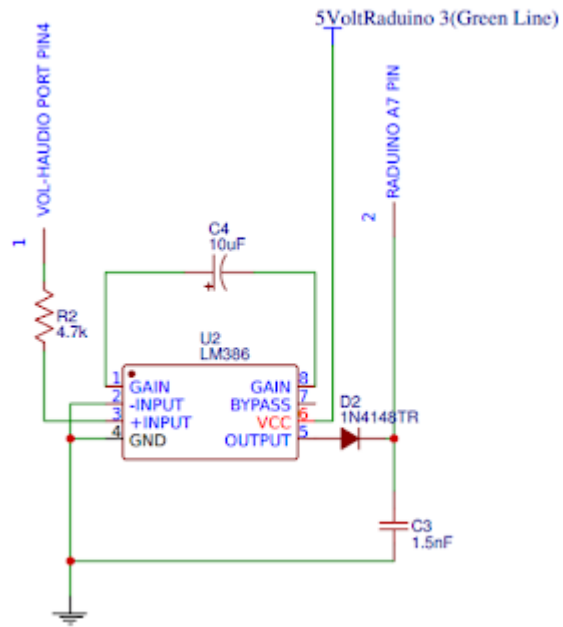 5VoltRaduino 3(Green Line)
VOL-HAUDIO PORT PIN4
1
RADUINO A7 PIN
2
C4
10uF
+
R2
4.7k
U2
LM386
1 GAIN GAIN 8
2 -INPUT BYPASS 7
3 +INPUT VCC 6
4 GND OUTPUT 5
D2
1N4148TR
C3
1.5nF